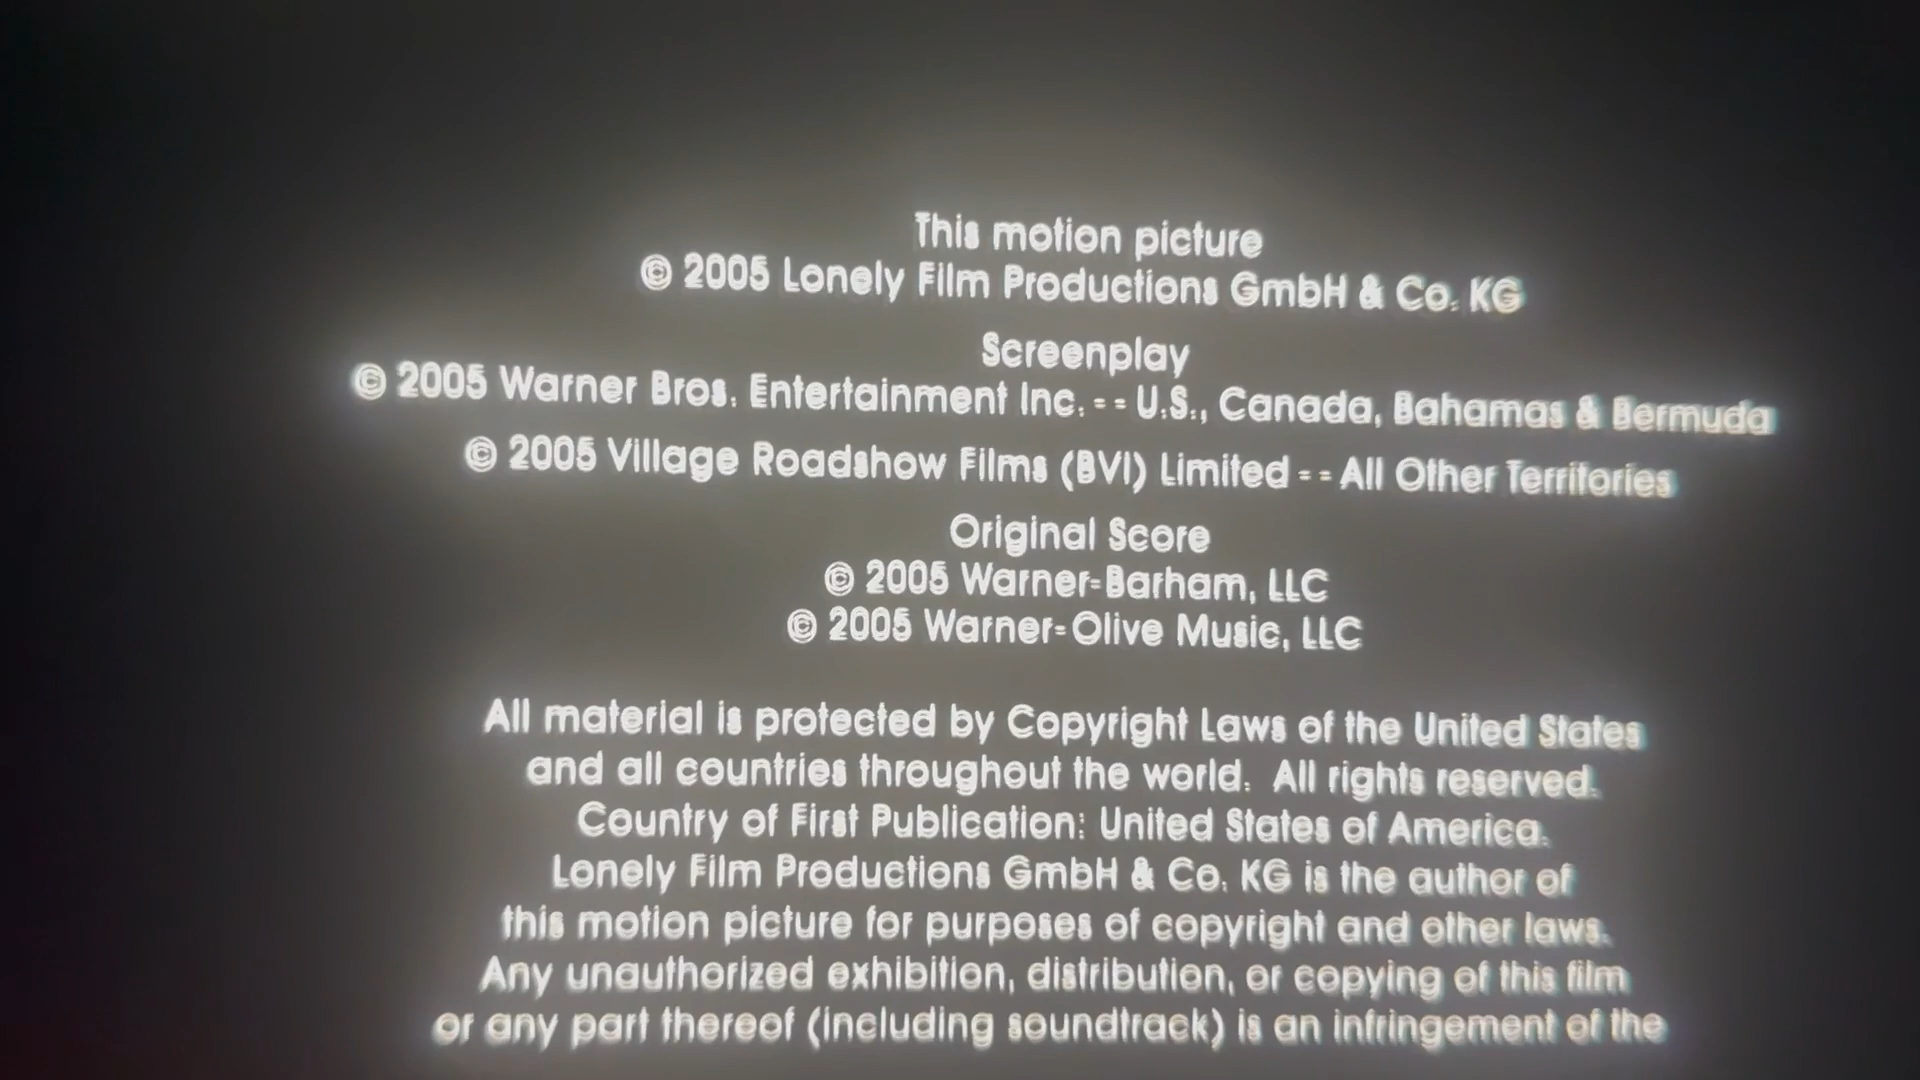 This motion picture
© 2005 Lonely Film Productions GmbH & Co. KG
Screenplay
© 2005 Warner Bros. Entertainment Inc. -- U.S., Canada, Bahamas & Bermuda
© 2005 Village Roadshow Films (BVI) Limited -- All Other Territories
Original Score
© 2005 Warner-Barham, LLC
© 2005 Warner-Olive Music, LLC
All material is protected by Copyright Laws of the United States
and all countries throughout the world. All rights reserved.
Country of First Publication: United States of America.
Lonely Film Productions GmbH & Co. KG is the author of
this motion picture for purposes of copyright and other laws.
Any unauthorized exhibition, distribution, or copying of this film
or any part thereof (including soundtrack) is an infringement of the